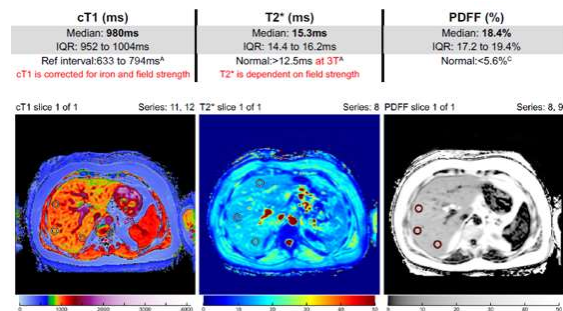 cT1 (ms)
Median: 980ms
IQR: 952 to 1004ms
Ref interval:633 to 794msᴬ
cT1 is corrected for iron and field strength
T2* (ms)
Median: 15.3ms
IQR: 14.4 to 16.2ms
Normal:>12.5ms at 3Tᴬ
T2* is dependent on field strength
PDFF (%)
Median: 18.4%
IQR: 17.2 to 19.4%
Normal:<5.6%ᶜ
cT1 slice 1 of 1 Series: 11, 12
T2* slice 1 of 1 Series: 8
PDFF slice 1 of 1 Series: 8, 9
0 1000 2000 3000 4000
0 10 20 30 40 50
0 10 20 30 40 50